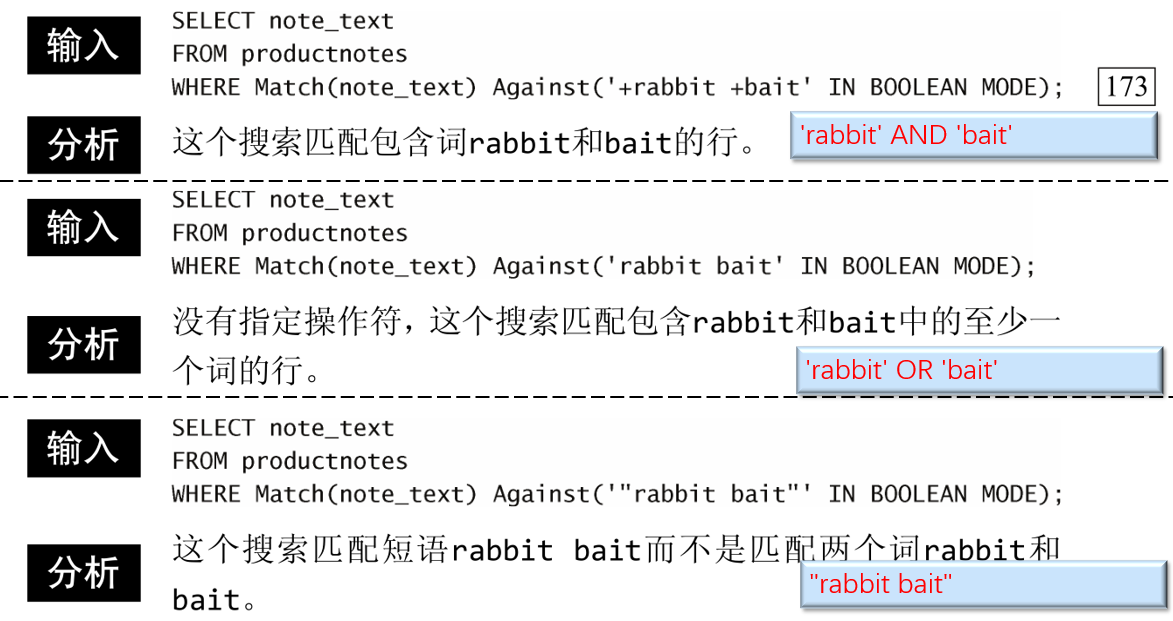 输入
SELECT note_text
FROM productnotes
WHERE Match(note_text) Against('+rabbit +bait' IN BOOLEAN MODE);
173
分析
这个搜索匹配包含词rabbit和bait的行。
'rabbit' AND 'bait'
输入
SELECT note_text
FROM productnotes
WHERE Match(note_text) Against('rabbit bait' IN BOOLEAN MODE);
分析
没有指定操作符，这个搜索匹配包含rabbit和bait中的至少一
个词的行。
'rabbit' OR 'bait'
输入
SELECT note_text
FROM productnotes
WHERE Match(note_text) Against('"rabbit bait"' IN BOOLEAN MODE);
分析
这个搜索匹配短语rabbit bait而不是匹配两个词rabbit和
bait。
"rabbit bait"